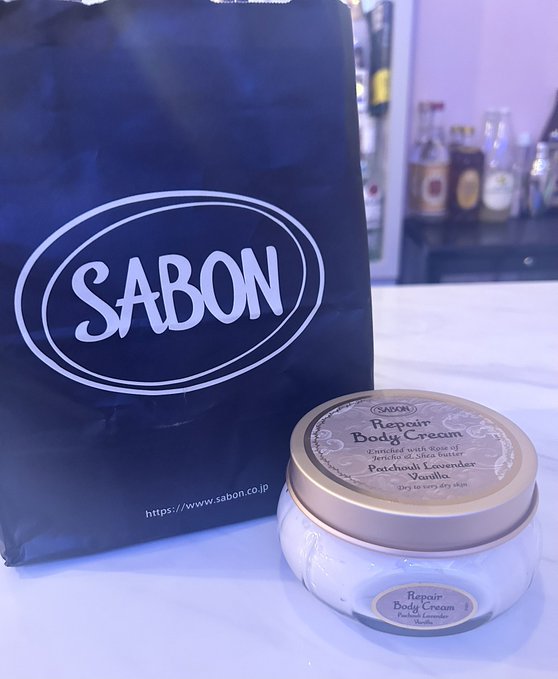 SABON
https://www.sabon.co.jp
SABON
Repair
Body Cream
Enriched with Rose of
Jericho & Shea butter
Patchouli Lavender
Vanilla
Dry to very dry skin
Repair
Body Cream
Patchouli Lavender
Vanilla